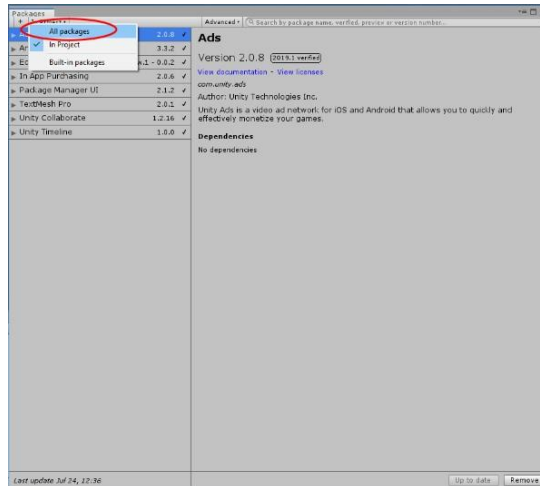 Packages
Advanced
Search by package name, verified, preview or version number...
All packages
2.0.8
In Project
3.3.2
Built-in packages
.1 - 0.0.2
In App Purchasing 2.0.6
Package Manager UI 2.1.2
TextMesh Pro 2.0.1
Unity Collaborate 1.2.16
Unity Timeline 1.0.0
Ads
Version 2.0.8 2019.1 verified
View documentation - View licenses
com.unity.ads
Author: Unity Technologies Inc.
Unity Ads is a video ad network for iOS and Android that allows you to quickly and
effectively monetize your games.
Dependencies
No dependencies
Last update Jul 24, 12:36
Up to date Remove